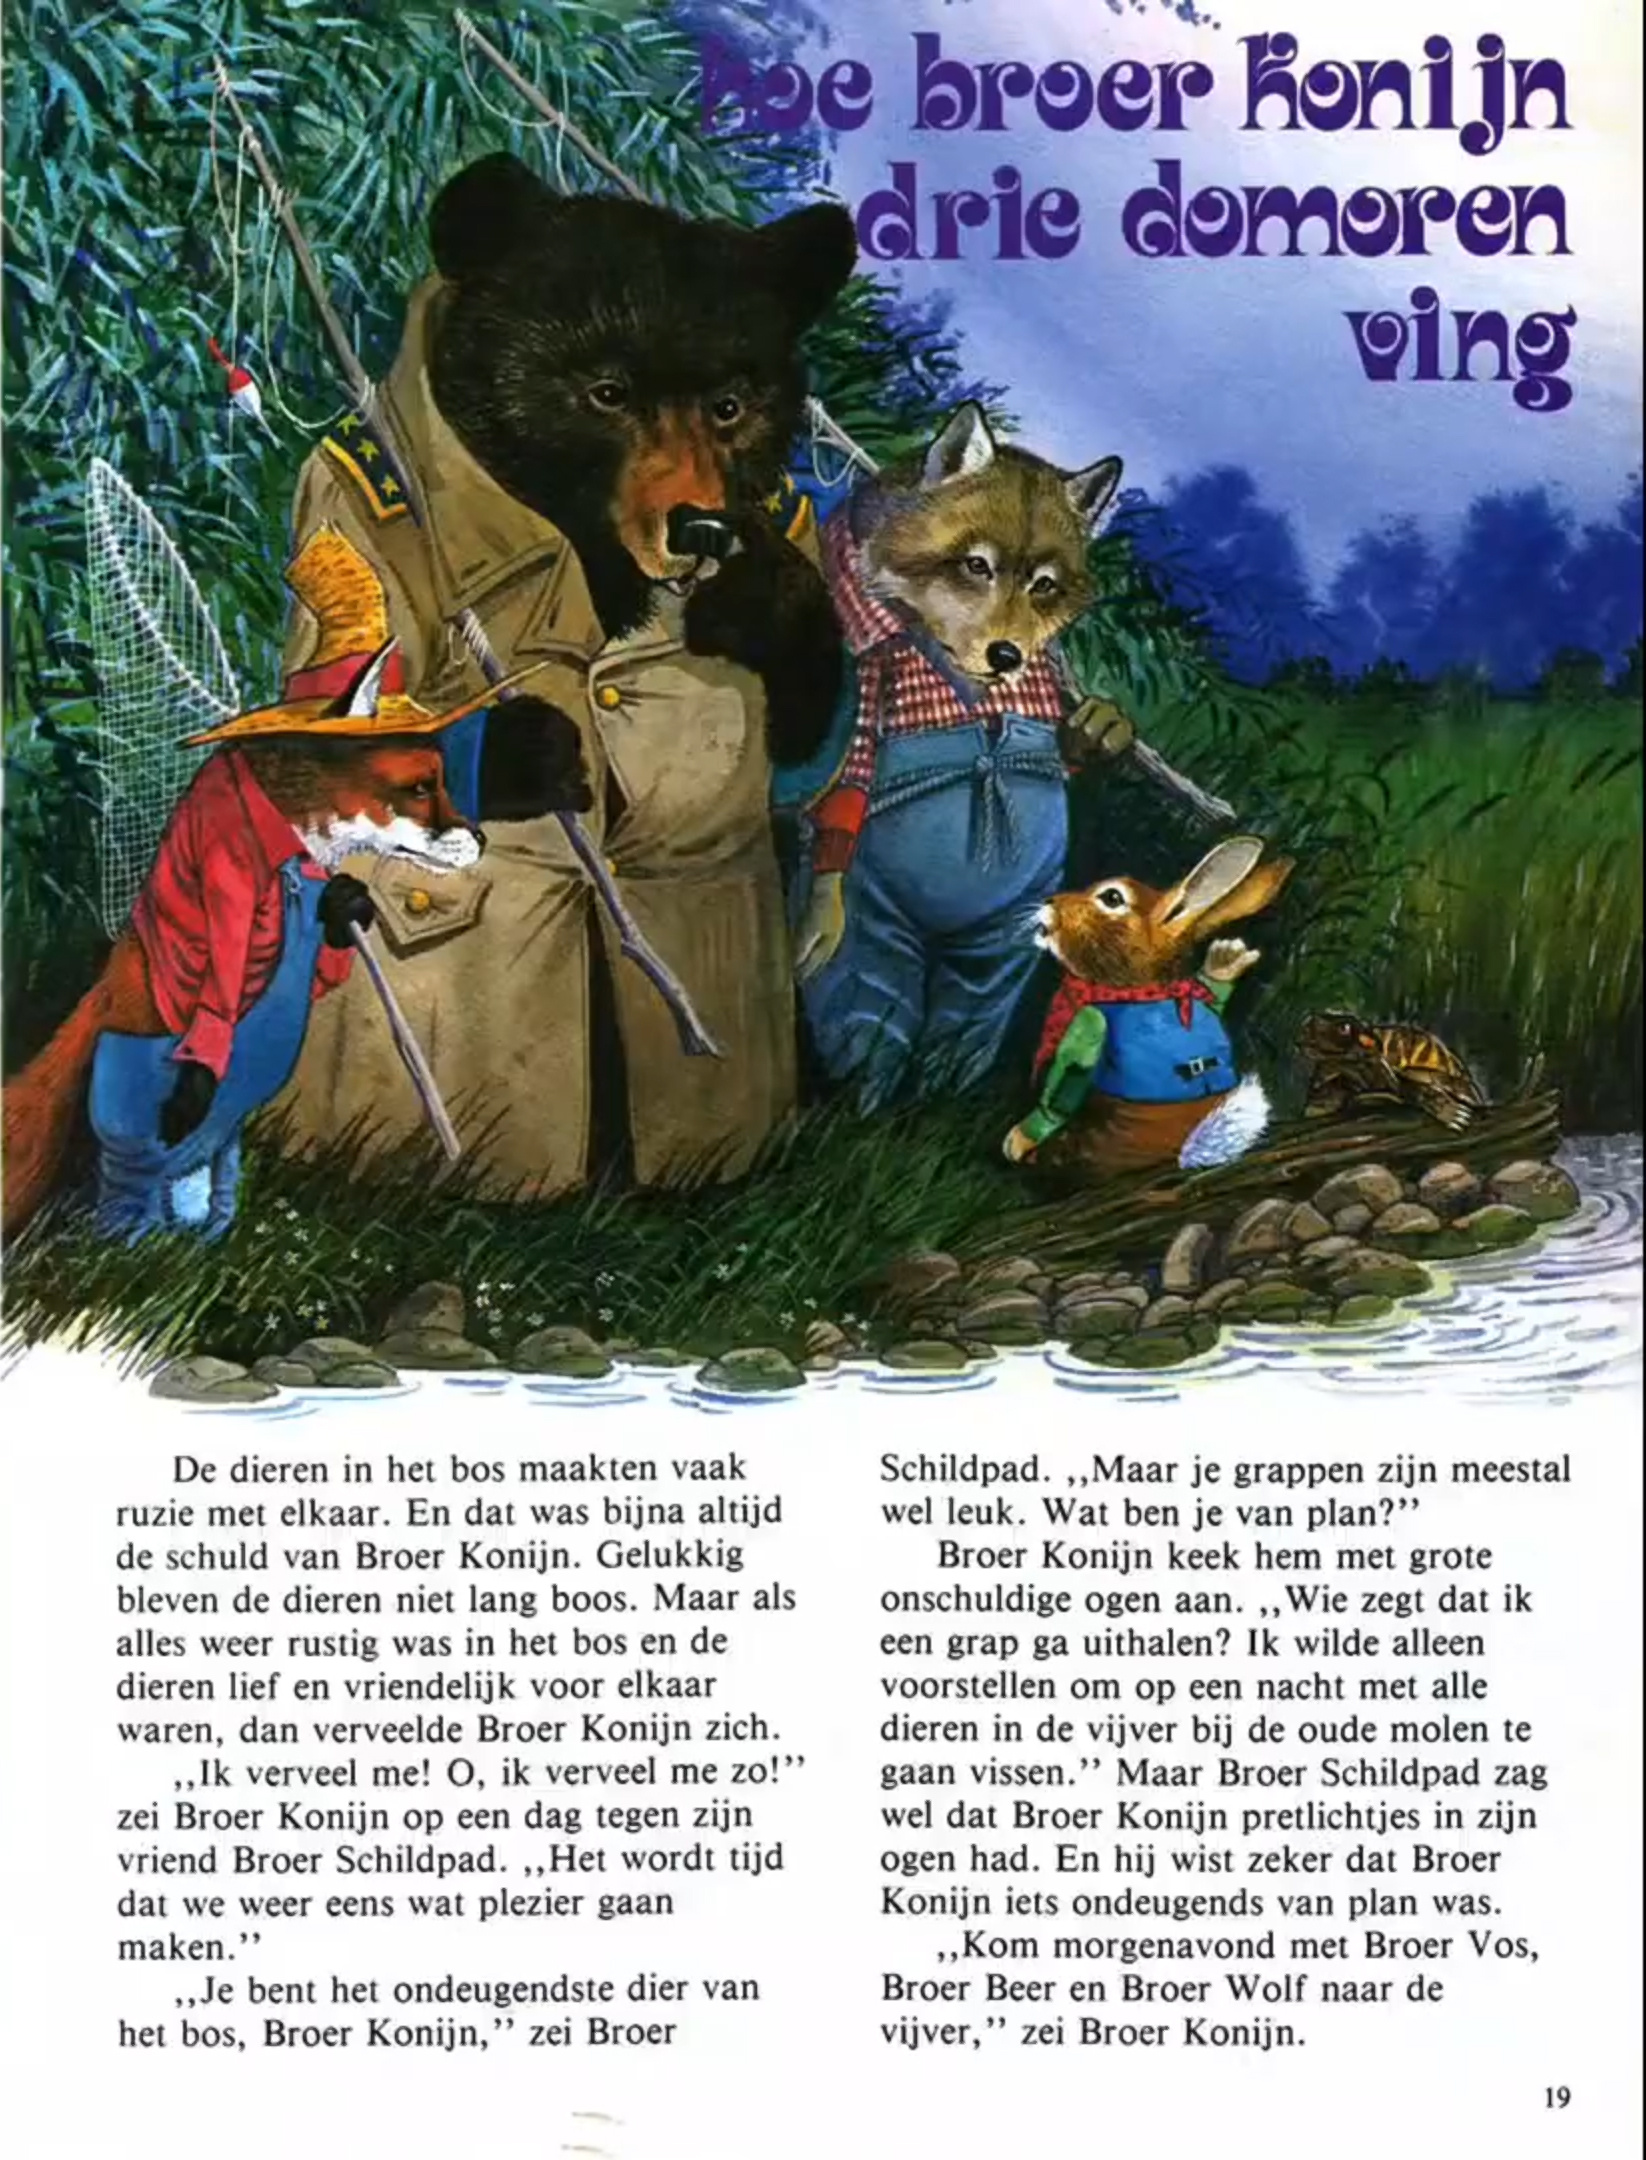 hoe broer konijn
drie domoren
ving
De dieren in het bos maakten vaak
ruzie met elkaar. En dat was bijna altijd
de schuld van Broer Konijn. Gelukkig
bleven de dieren niet lang boos. Maar als
alles weer rustig was in het bos en de
dieren lief en vriendelijk voor elkaar
waren, dan verveelde Broer Konijn zich.
,,Ik verveel me! O, ik verveel me zo!’’
zei Broer Konijn op een dag tegen zijn
vriend Broer Schildpad. ,,Het wordt tijd
dat we weer eens wat plezier gaan
maken.’’
,,Je bent het ondeugendste dier van
het bos, Broer Konijn,’’ zei Broer
Schildpad. ,,Maar je grappen zijn meestal
wel leuk. Wat ben je van plan?’’
Broer Konijn keek hem met grote
onschuldige ogen aan. ,,Wie zegt dat ik
een grap ga uithalen? Ik wilde alleen
voorstellen om op een nacht met alle
dieren in de vijver bij de oude molen te
gaan vissen.’’ Maar Broer Schildpad zag
wel dat Broer Konijn pretlichtjes in zijn
ogen had. En hij wist zeker dat Broer
Konijn iets ondeugends van plan was.
,,Kom morgenavond met Broer Vos,
Broer Beer en Broer Wolf naar de
vijver,’’ zei Broer Konijn.
19